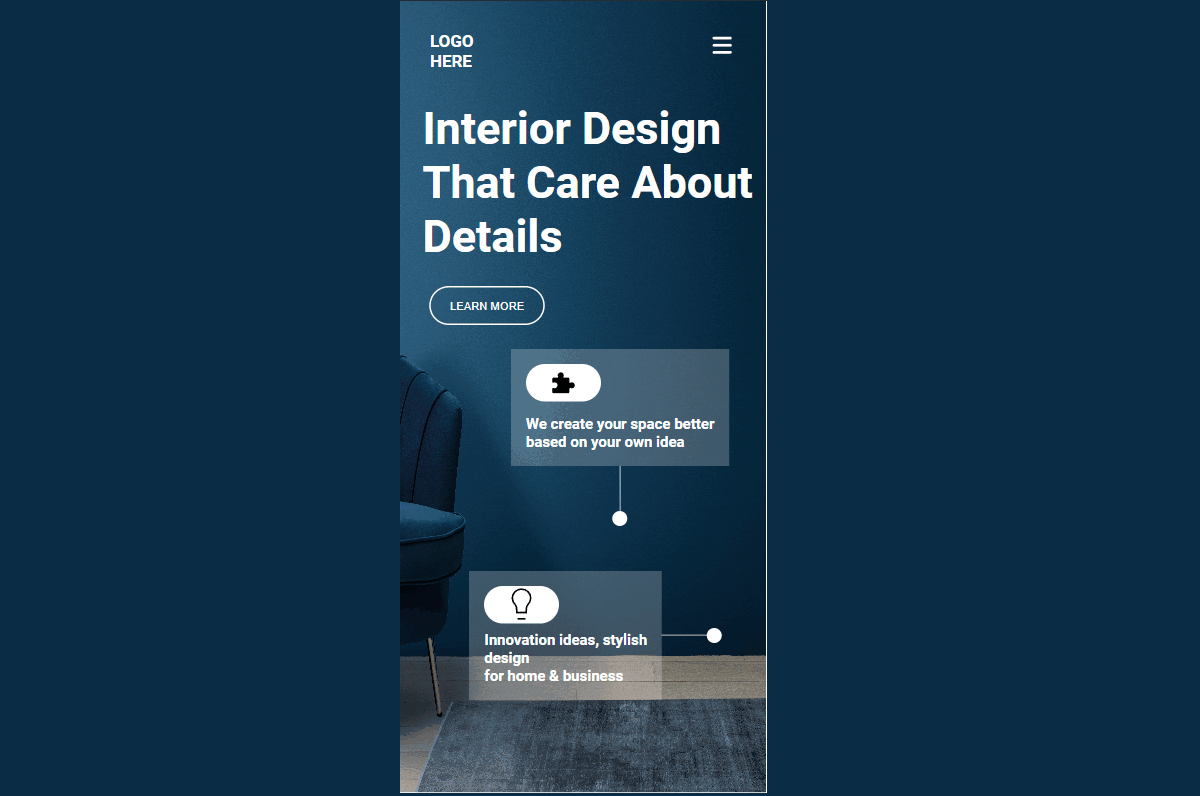 LOGO
HERE
Interior Design
That Care About
Details
LEARN MORE
We create your space better
based on your own idea
Innovation ideas, stylish
design
for home & business